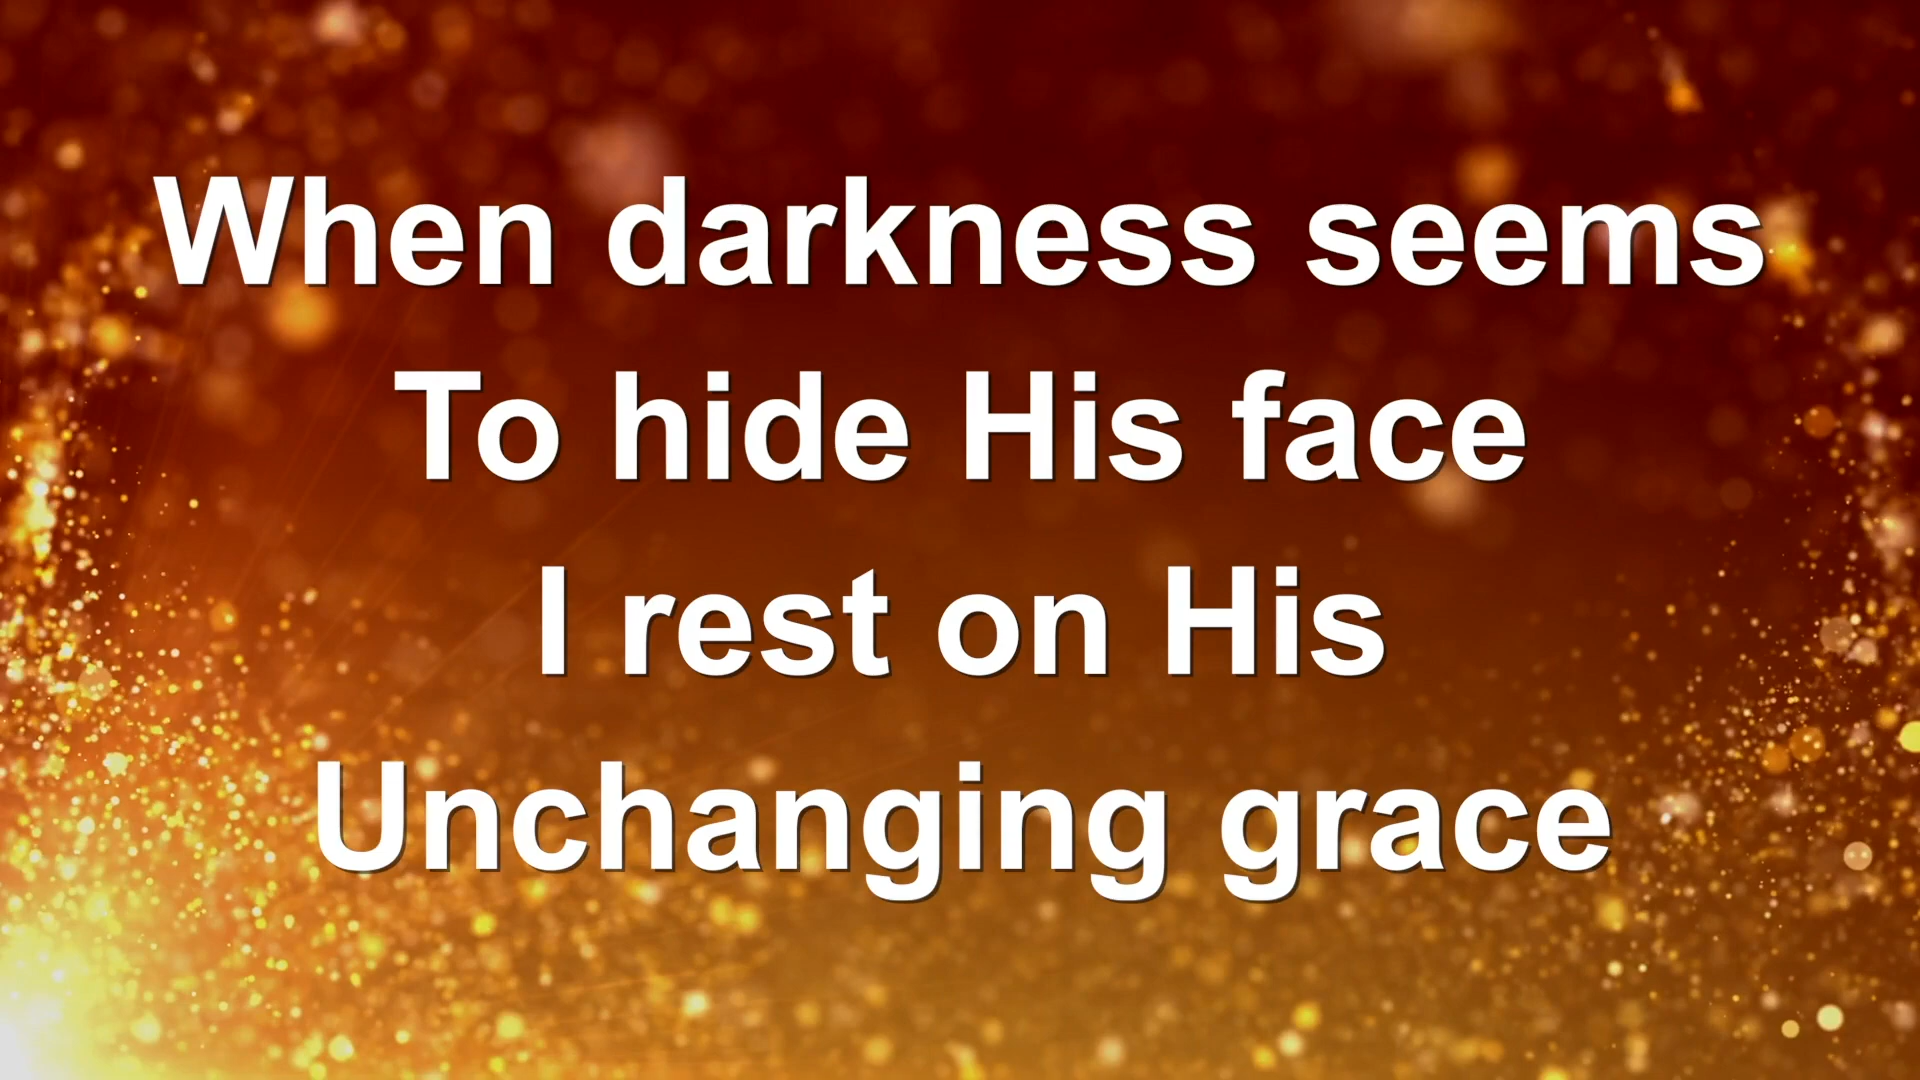 When darkness seems
To hide His face
I rest on His
Unchanging grace